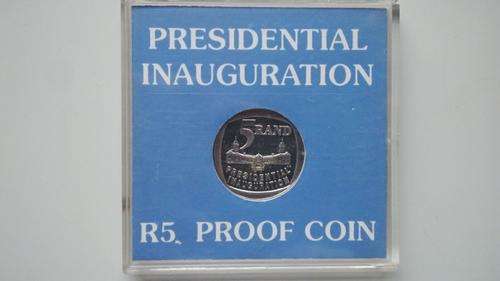 PRESIDENTIAL
INAUGURATION
5 RAND
PRESIDENTIAL
INAUGURATION
R5. PROOF COIN